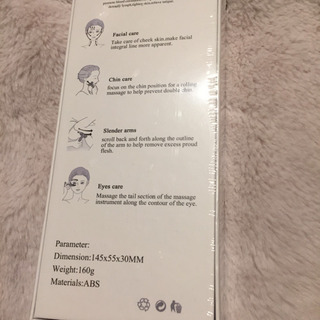 Facial care
Take care of cheek skin,make facial
integral line more apparent.
Chin care
focus on the chin position for a rolling
massage to help prevent double chin.
Slender arms
scroll back and forth along the outline
of the arm to help remove excess proud
flesh.
Eyes care
Massage the tail section of the massage
instrument along the contour of the eye.
Parameter:
Dimension:145x55x30MM
Weight:160g
Materials:ABS